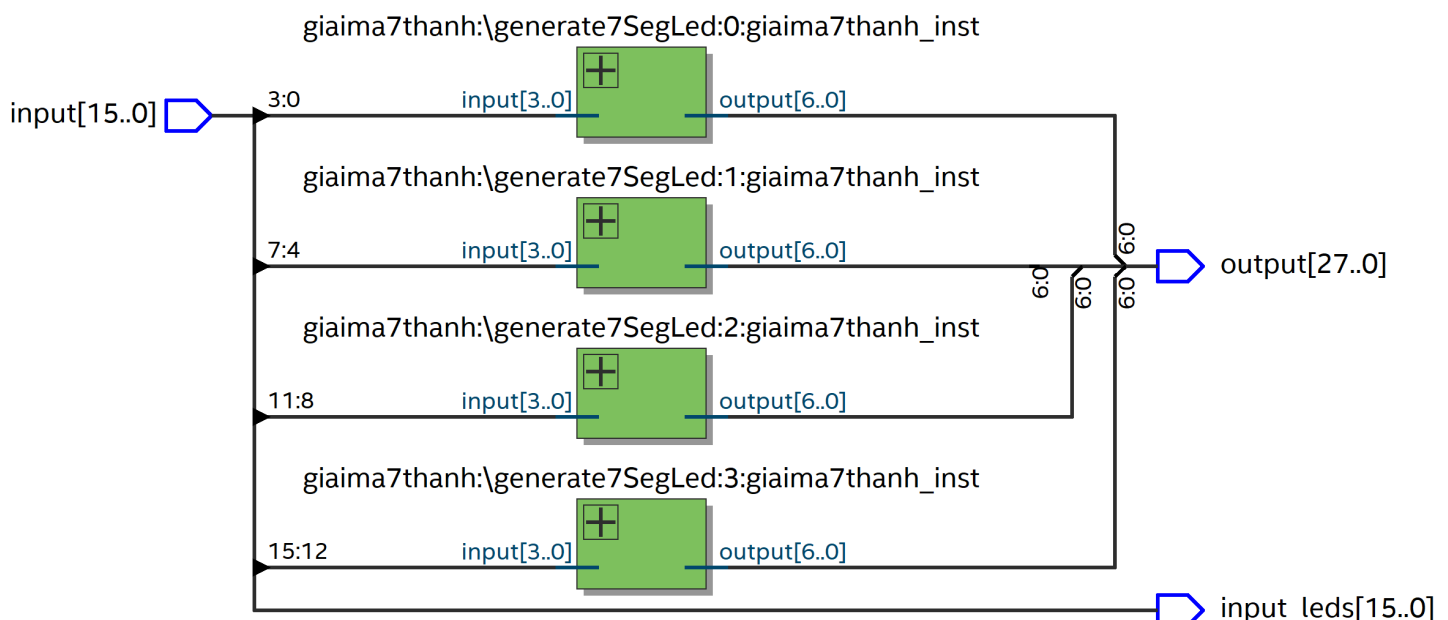 giaima7thanh:\generate7SegLed:0:giaima7thanh_inst
input[15..0]
3:0
input[3..0]
output[6..0]
giaima7thanh:\generate7SegLed:1:giaima7thanh_inst
7:4
input[3..0]
output[6..0]
6:0
6:0
6:0
6:0
output[27..0]
giaima7thanh:\generate7SegLed:2:giaima7thanh_inst
11:8
input[3..0]
output[6..0]
giaima7thanh:\generate7SegLed:3:giaima7thanh_inst
15:12
input[3..0]
output[6..0]
input_leds[15..0]